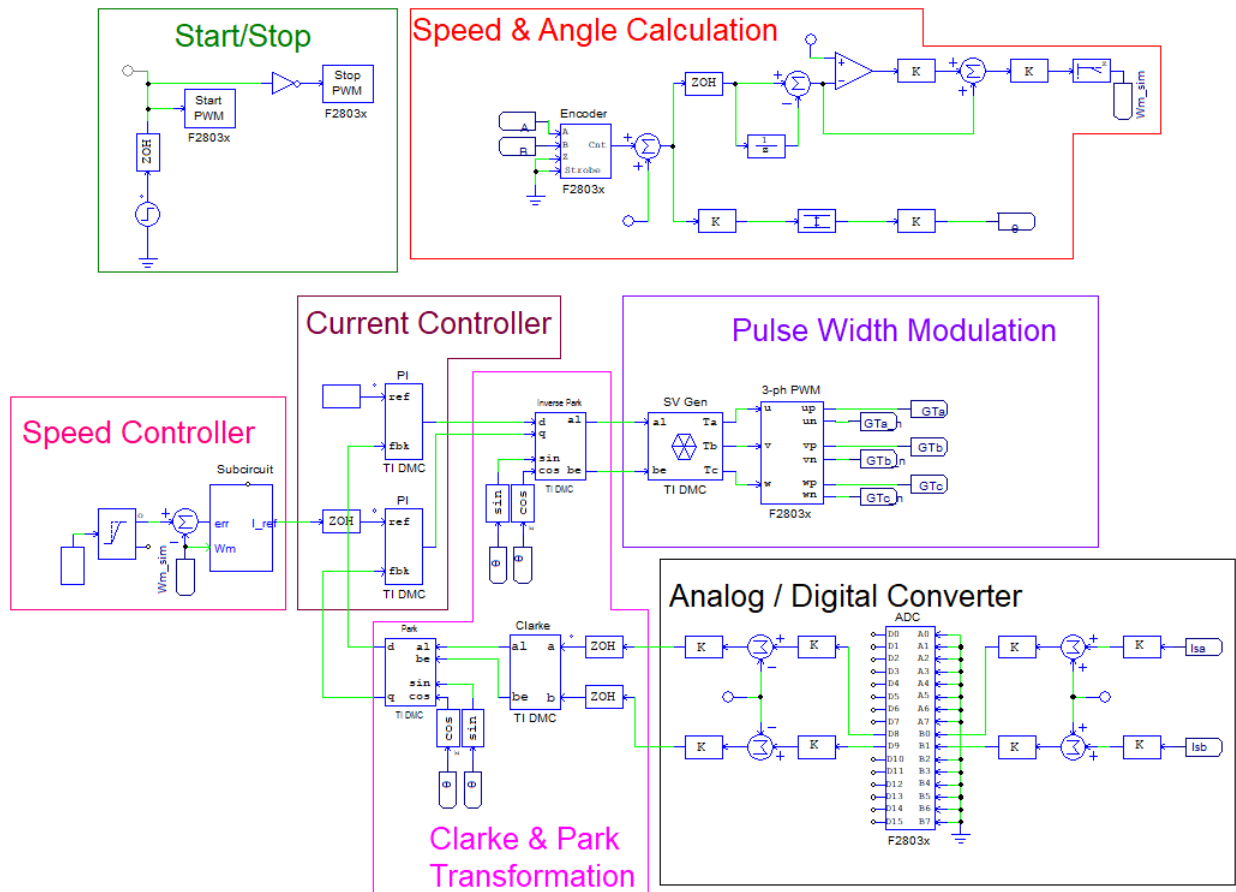 Start/Stop
Stop
PWM
F2803x
Start
PWM
F2803x
ZOH
Speed & Angle Calculation
K
K
Wm_sim
ZOH
Encoder
A
B
A
B
Z
Strobe
Cnt
F2803x
1
K
K
θ
Current Controller
PI
ref
fbk
TI DMC
PI
ref
fbk
TI DMC
ZOH
Speed Controller
Subcircuit
err
I_ref
Wm
Wm_sim
Pulse Width Modulation
Inverse Park
d
q
sin
cos
al
be
TI DMC
sin
cos
θ
θ
SV Gen
al
be
Ta
Tb
Tc
TI DMC
3-ph PWM
u
v
w
up
un
vp
vn
wp
wn
F2803x
GTa
GTa_n
GTb
GTb_n
GTc
GTc_n
Park
d
q
al
be
sin
cos
TI DMC
cos
sin
θ
θ
Clarke
al
be
a
b
TI DMC
ZOH
ZOH
Clarke & Park
Transformation
Analog / Digital Converter
ADC
D0 A0
D1 A1
D2 A2
D3 A3
D4 A4
D5 A5
D6 A6
D7 A7
D8 B0
D9 B1
D10 B2
D11 B3
D12 B4
D13 B5
D14 B6
D15 B7
F2803x
K
K
K
K
Isa
K
K
K
K
Isb